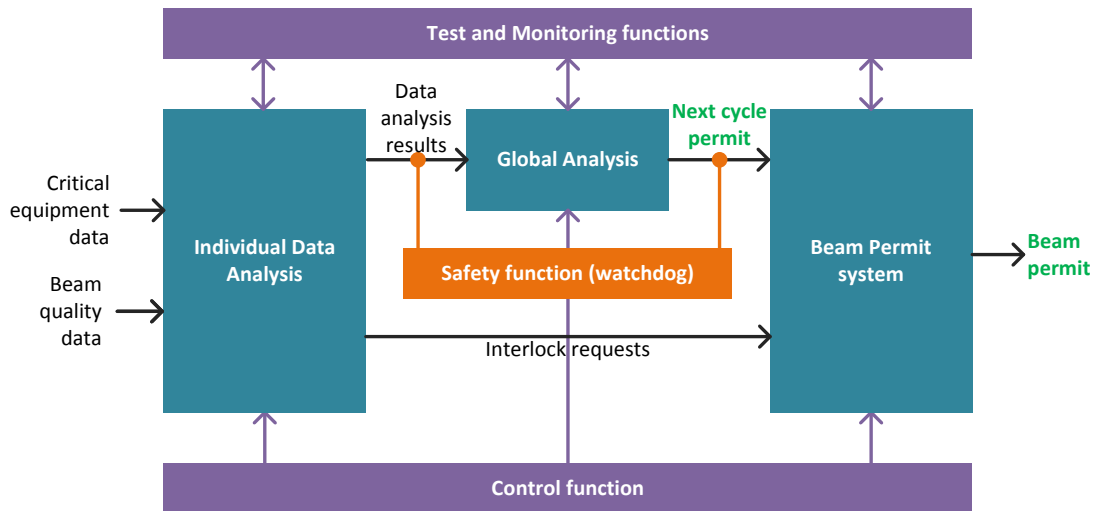 Test and Monitoring functions
Data
analysis
results
Next cycle
permit
Global Analysis
Critical
equipment
data
Individual Data
Analysis
Beam Permit
system
Beam
permit
Safety function (watchdog)
Beam
quality
data
Interlock requests
Control function